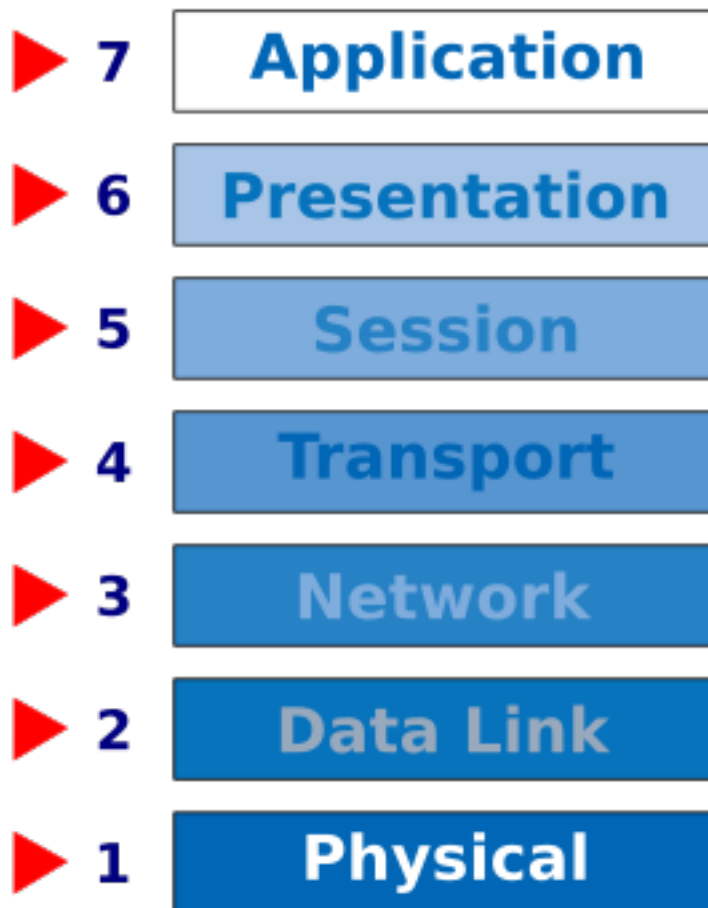 7 Application
6 Presentation
5 Session
4 Transport
3 Network
2 Data Link
1 Physical